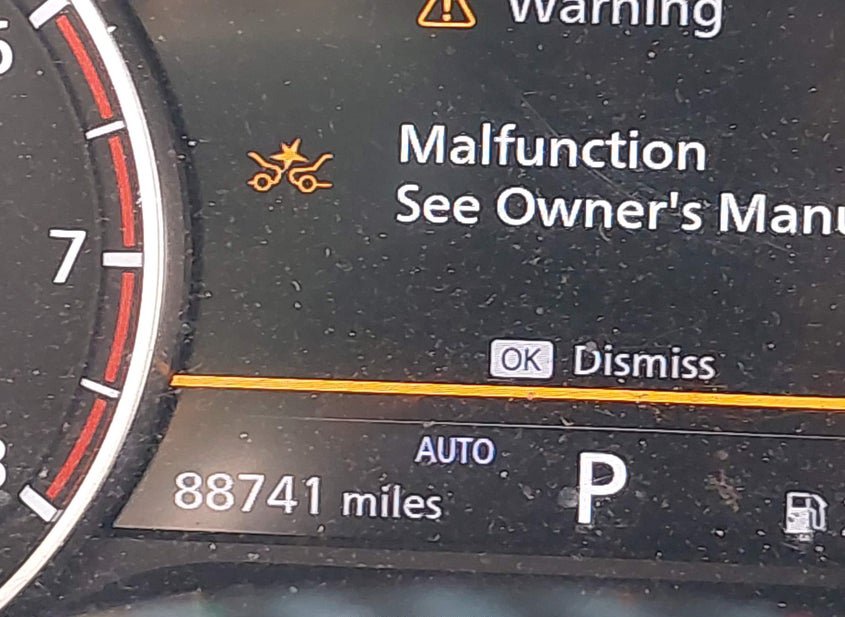 Warning
Malfunction
See Owner's Manu
7
OK Dismiss
AUTO
88741 miles P